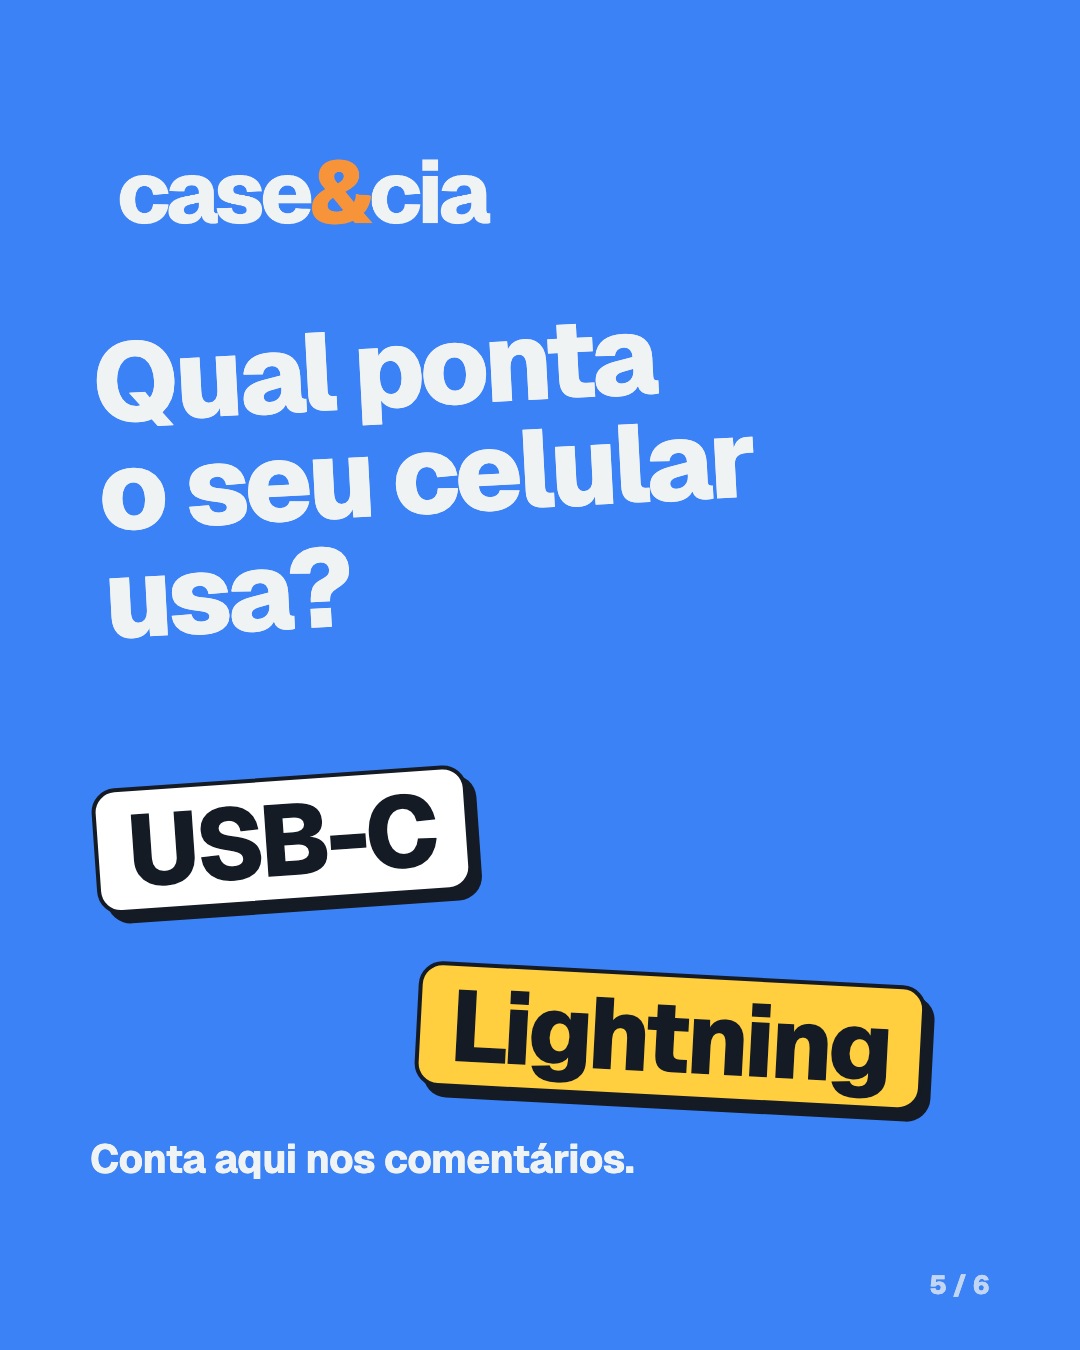 case&cia
Qual ponta
o seu celular
usa?
USB-C
Lightning
Conta aqui nos comentários.
5 / 6